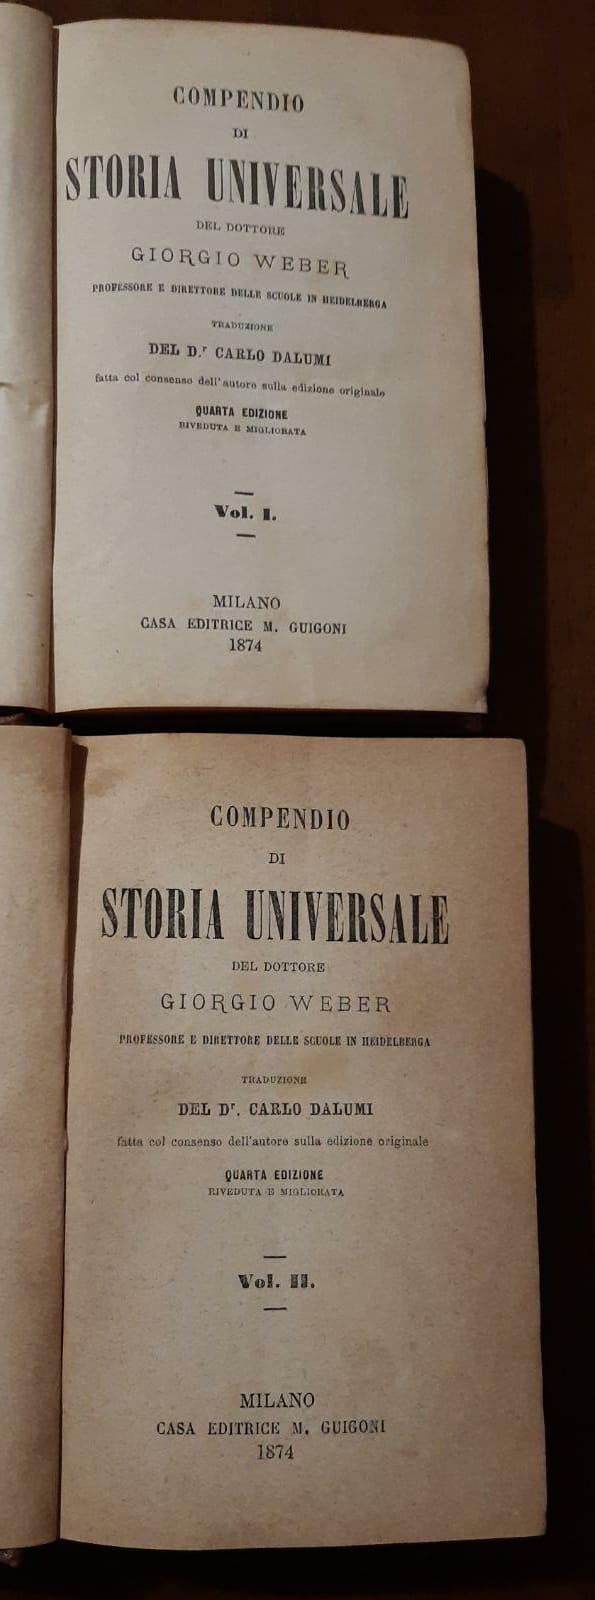 COMPENDIO
DI
STORIA UNIVERSALE
DEL DOTTORE
GIORGIO WEBER
PROFESSORE E DIRETTORE DELLE SCUOLE IN HEIDELBERGA
TRADUZIONE
DEL D.r CARLO DALUMI
fatta col consenso dell'autore sulla edizione originale
QUARTA EDIZIONE
RIVEDUTA E MIGLIORATA
Vol. I.
MILANO
CASA EDITRICE M. GUIGONI
1874
COMPENDIO
DI
STORIA UNIVERSALE
DEL DOTTORE
GIORGIO WEBER
PROFESSORE E DIRETTORE DELLE SCUOLE IN HEIDELBERGA
TRADUZIONE
DEL Dr. CARLO DALUMI
fatta col consenso dell'autore sulla edizione originale
QUARTA EDIZIONE
RIVEDUTA E MIGLIORATA
Vol. II.
MILANO
CASA EDITRICE M. GUIGONI
1874